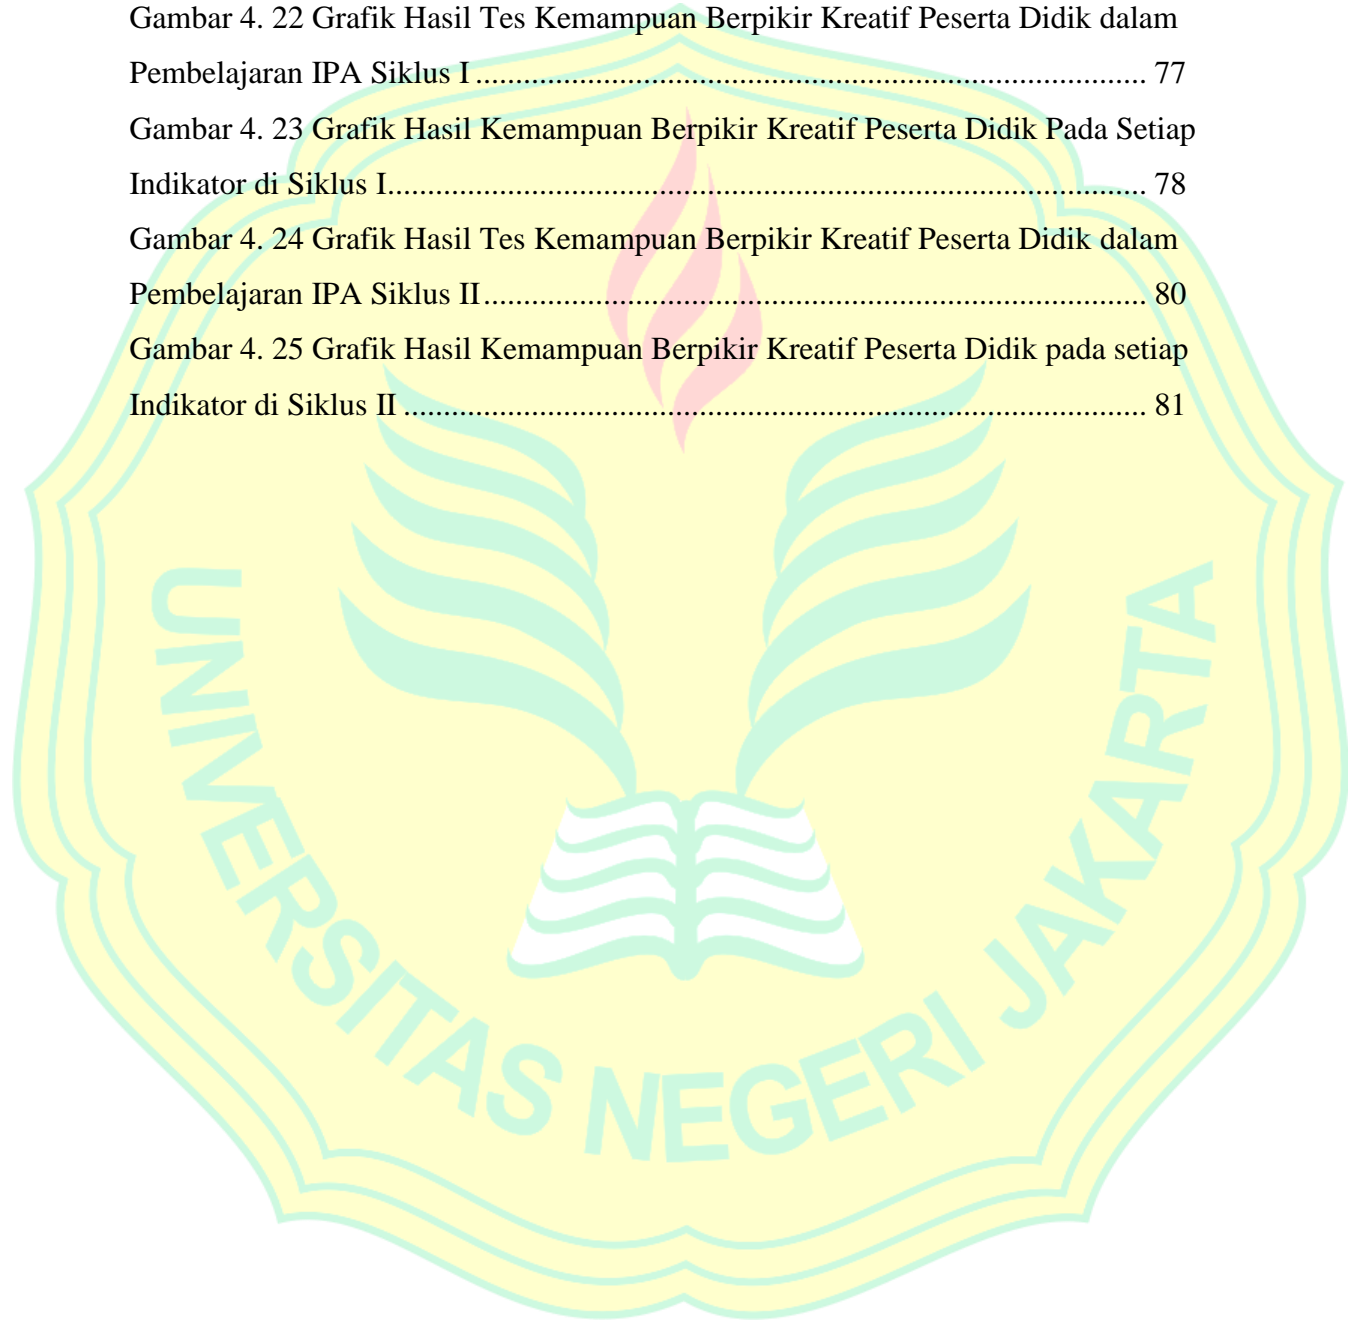 Gambar 4. 22 Grafik Hasil Tes Kemampuan Berpikir Kreatif Peserta Didik dalam
Pembelajaran IPA Siklus I.................................................................................... 77
Gambar 4. 23 Grafik Hasil Kemampuan Berpikir Kreatif Peserta Didik Pada Setiap
Indikator di Siklus I............................................................................................... 78
Gambar 4. 24 Grafik Hasil Tes Kemampuan Berpikir Kreatif Peserta Didik dalam
Pembelajaran IPA Siklus II................................................................................... 80
Gambar 4. 25 Grafik Hasil Kemampuan Berpikir Kreatif Peserta Didik pada setiap
Indikator di Siklus II ............................................................................................. 81
UNIVERSITAS NEGERI JAKARTA